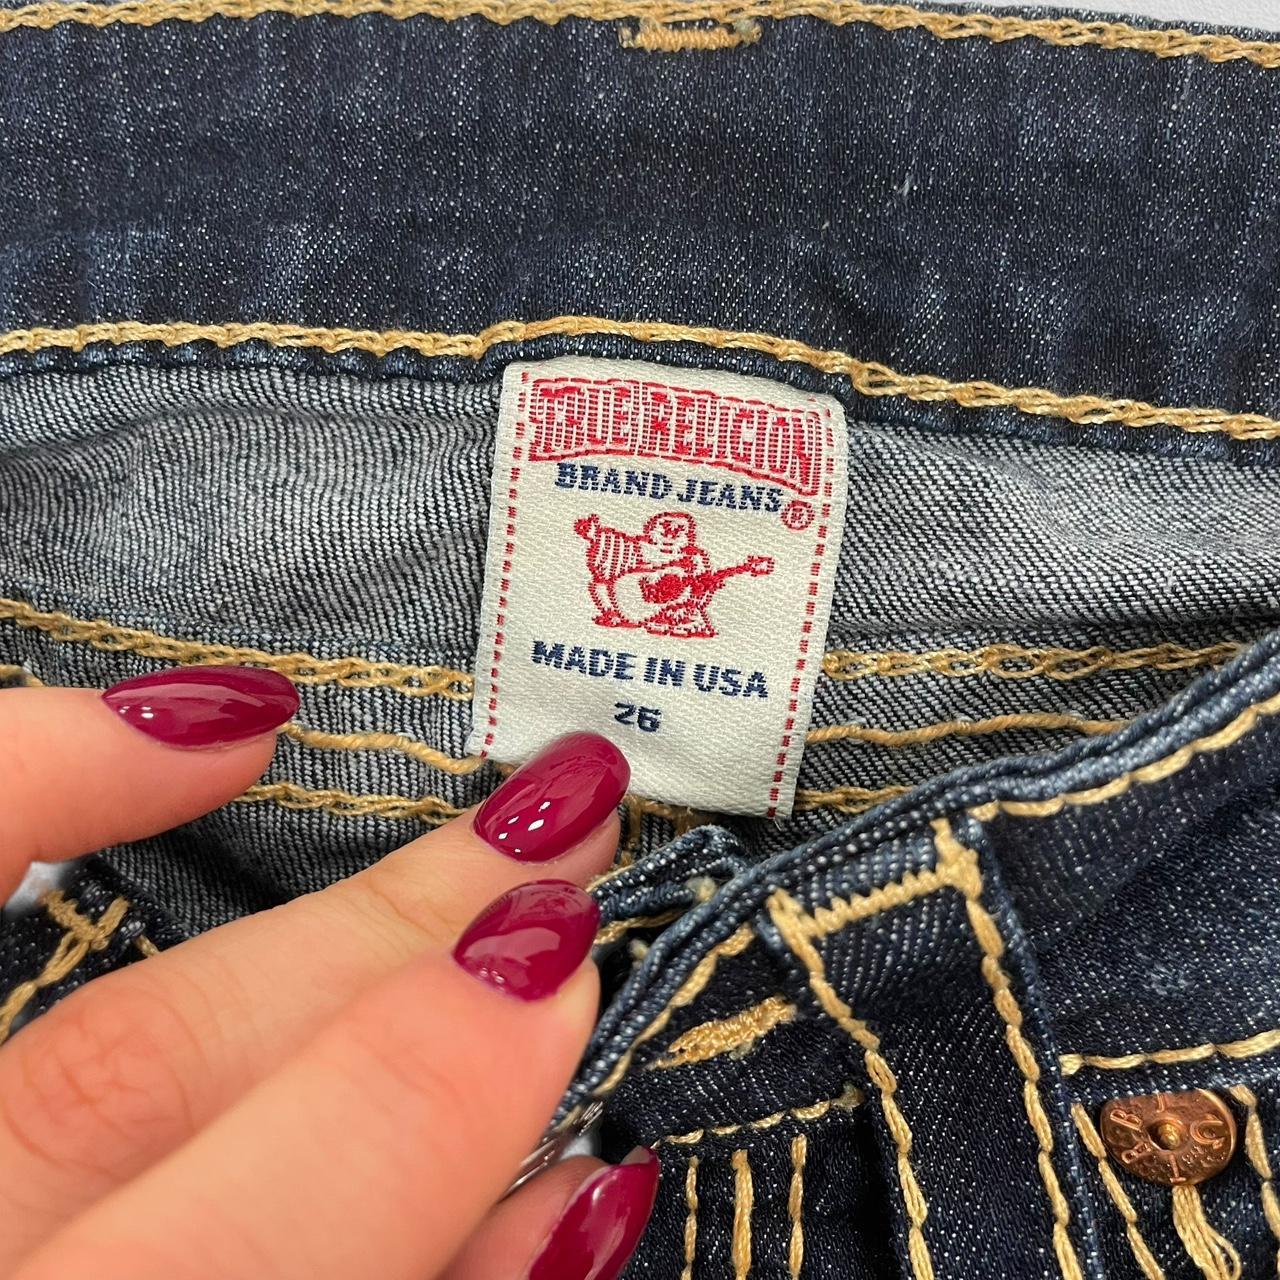 TRUE RELIGION
BRAND JEANS®
MADE IN USA
26